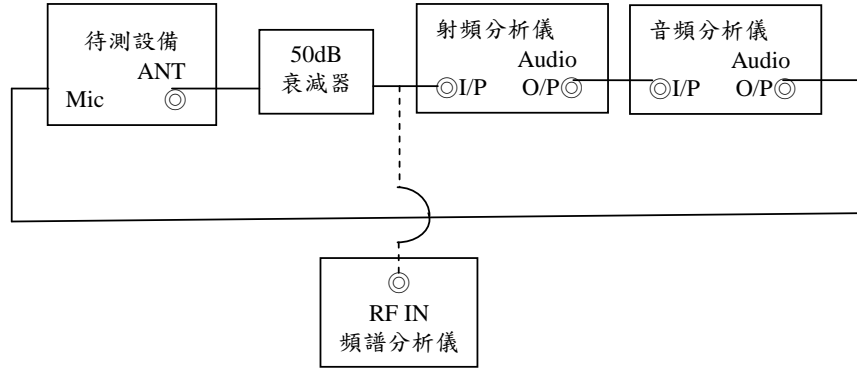 待測設備
ANT
Mic ◎
50dB
衰減器
射頻分析儀
Audio
◎I/P O/P◎
音頻分析儀
Audio
◎I/P O/P◎
◎
RF IN
頻譜分析儀